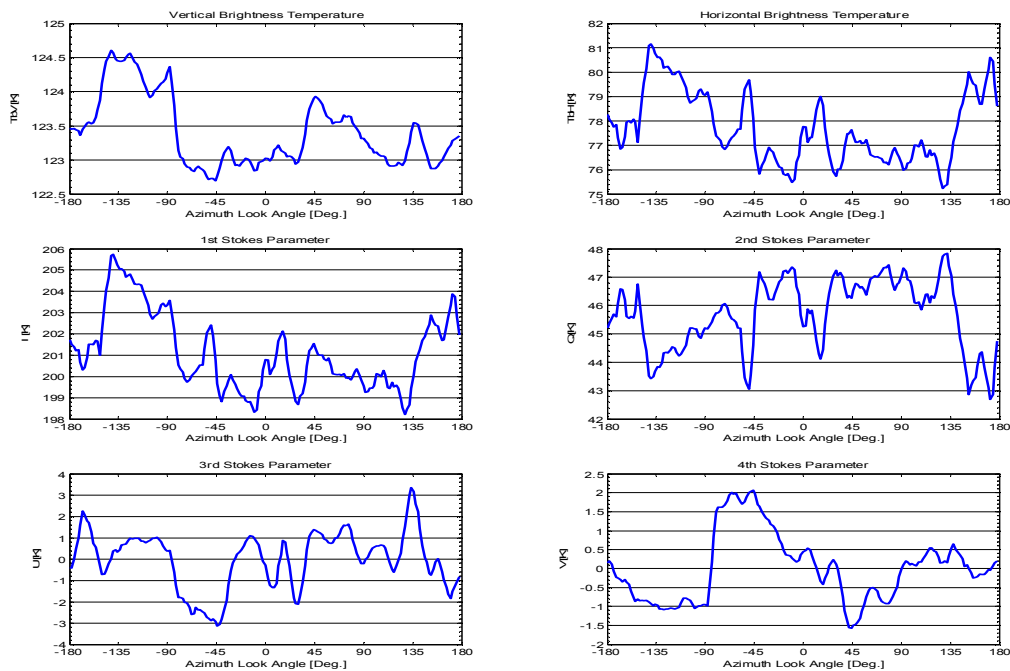 Vertical Brightness Temperature
Horizontal Brightness Temperature
125
124.5
124
123.5
123
122.5
TbV[K]
-180 -135 -90 -45 0 45 90 135 180
Azimuth Look Angle [Deg.]
82
81
80
79
78
77
76
75
TbH[K]
-180 -135 -90 -45 0 45 90 135 180
Azimuth Look Angle [Deg.]
1st Stokes Parameter
2nd Stokes Parameter
206
205
204
203
202
201
200
199
198
I [K]
-180 -135 -90 -45 0 45 90 135 180
Azimuth Look Angle [Deg.]
48
47
46
45
44
43
42
Q[K]
-180 -135 -90 -45 0 45 90 135 180
Azimuth Look Angle [Deg.]
3rd Stokes Parameter
4th Stokes Parameter
4
3
2
1
0
-1
-2
-3
-4
U[K]
-180 -135 -90 -45 0 45 90 135 180
Azimuth Look Angle [Deg.]
2.5
2
1.5
1
0.5
0
-0.5
-1
-1.5
-2
V[K]
-180 -135 -90 -45 0 45 90 135 180
Azimuth Look Angle [Deg.]